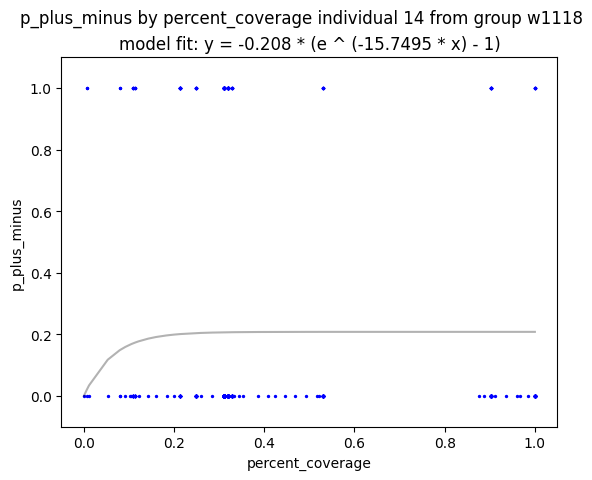 p_plus_minus by percent_coverage individual 14 from group w1118
model fit: y = -0.208 * (e ^ (-15.7495 * x) - 1)
1.0
0.8
0.6
0.4
0.2
0.0
p_plus_minus
0.0 0.2 0.4 0.6 0.8 1.0
percent_coverage